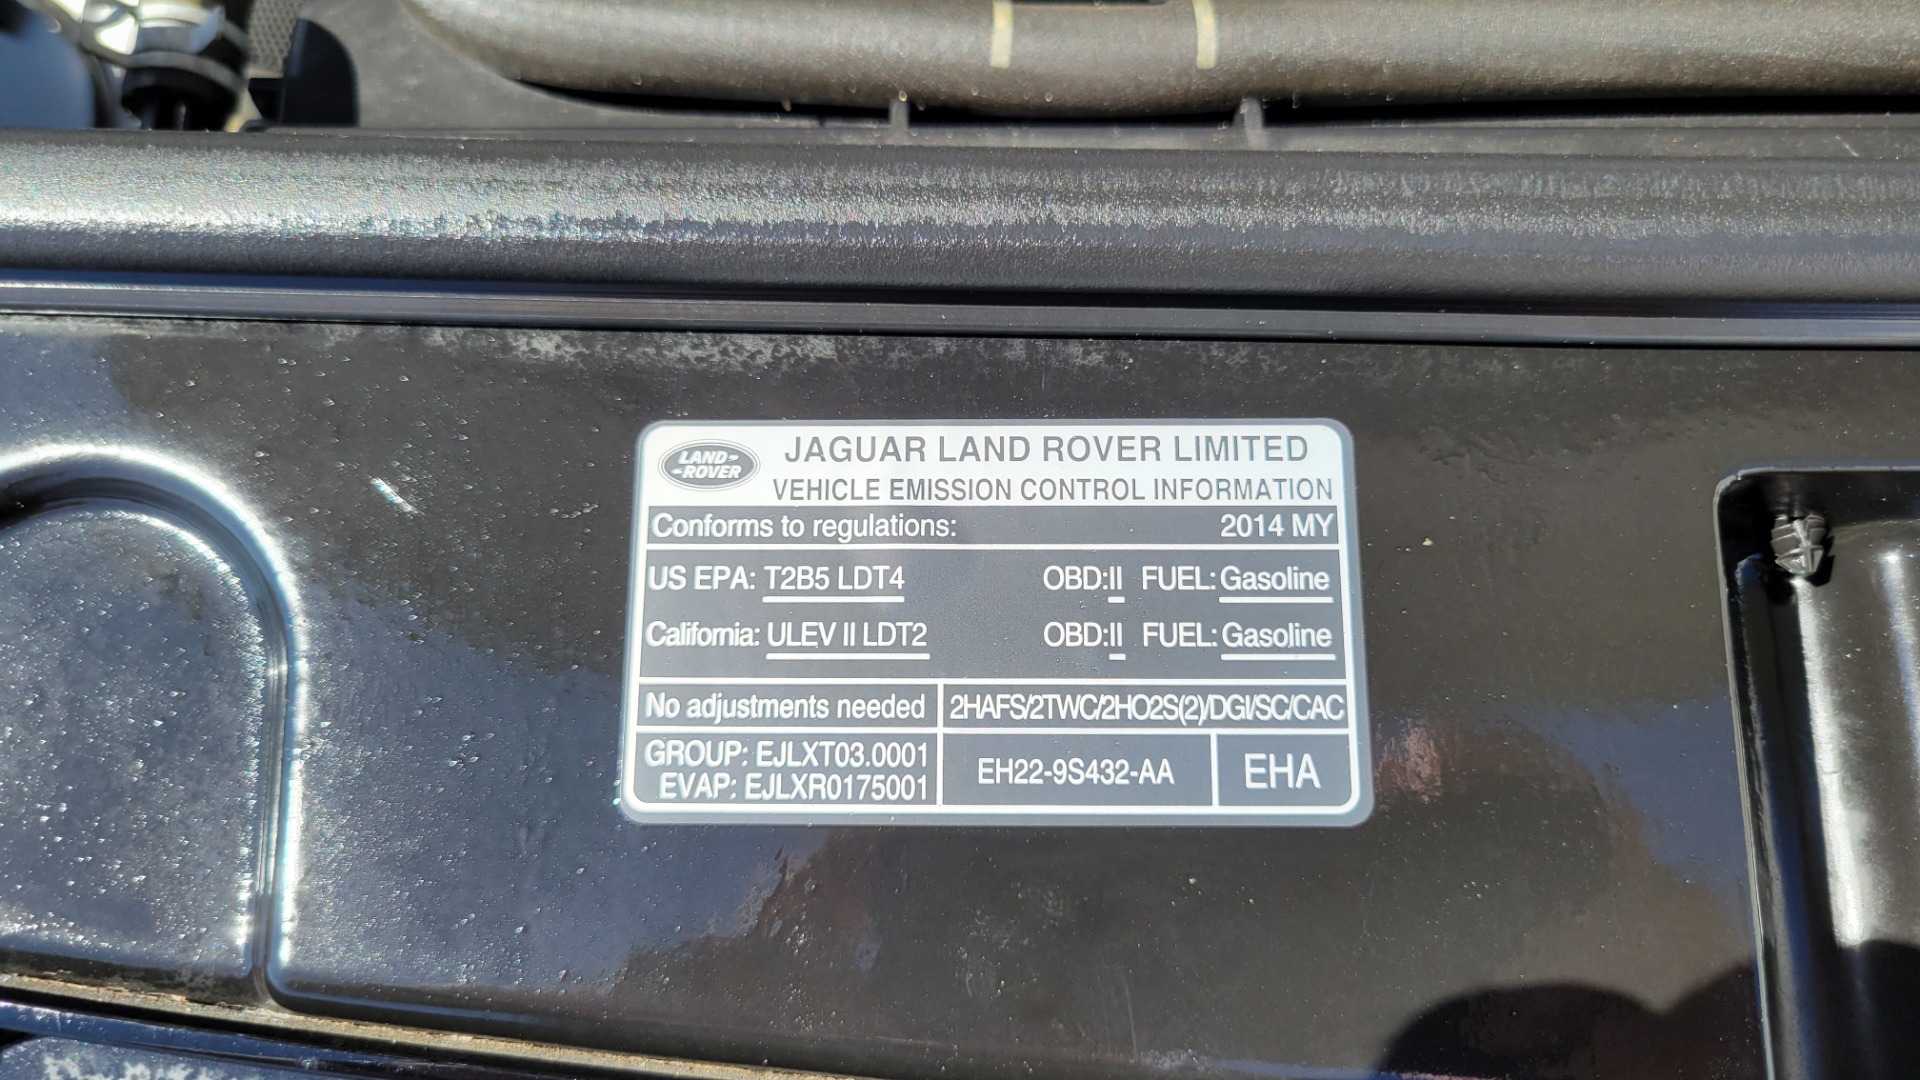 LAND-
-ROVER
JAGUAR LAND ROVER LIMITED
VEHICLE EMISSION CONTROL INFORMATION
Conforms to regulations: 2014 MY
US EPA: T2B5 LDT4 OBD:II FUEL: Gasoline
California: ULEV II LDT2 OBD:II FUEL: Gasoline
No adjustments needed 2HAFS/2TWC/2HO2S(2)/DGI/SC/CAC
GROUP: EJLXT03.0001
EVAP: EJLXR0175001
EH22-9S432-AA EHA